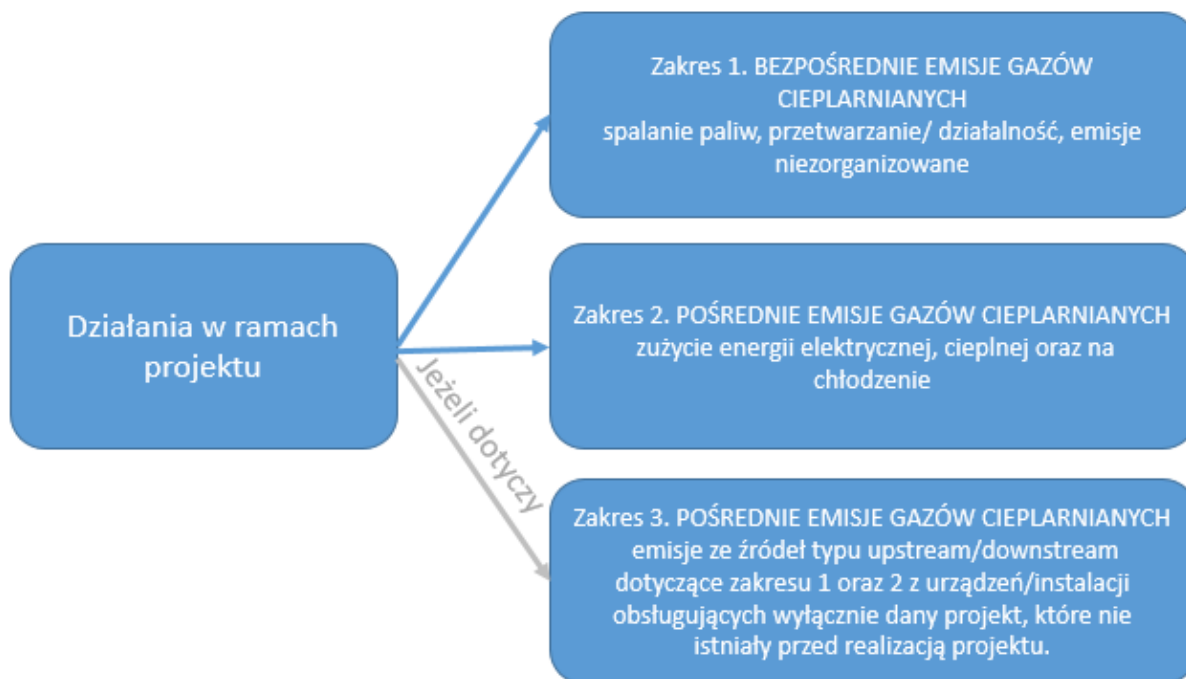 Zakres 1. BEZPOŚREDNIE EMISJE GAZÓW
CIEPLARNIANYCH
spalanie paliw, przetwarzanie/ działalność, emisje
niezorganizowane
Działania w ramach
projektu
Zakres 2. POŚREDNIE EMISJE GAZÓW CIEPLARNIANYCH
zużycie energii elektrycznej, cieplnej oraz na
chłodzenie
Jeżeli dotyczy
Zakres 3. POŚREDNIE EMISJE GAZÓW CIEPLARNIANYCH
emisje ze źródeł typu upstream/downstream
dotyczące zakresu 1 oraz 2 z urządzeń/instalacji
obsługujących wyłącznie dany projekt, które nie
istniały przed realizacją projektu.